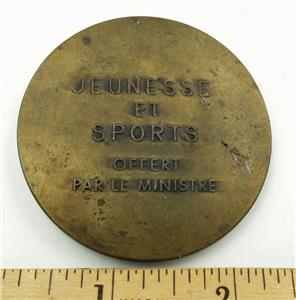 JEUNESSE
ET
SPORTS
OFFERT
PAR LE MINISTRE
1 2